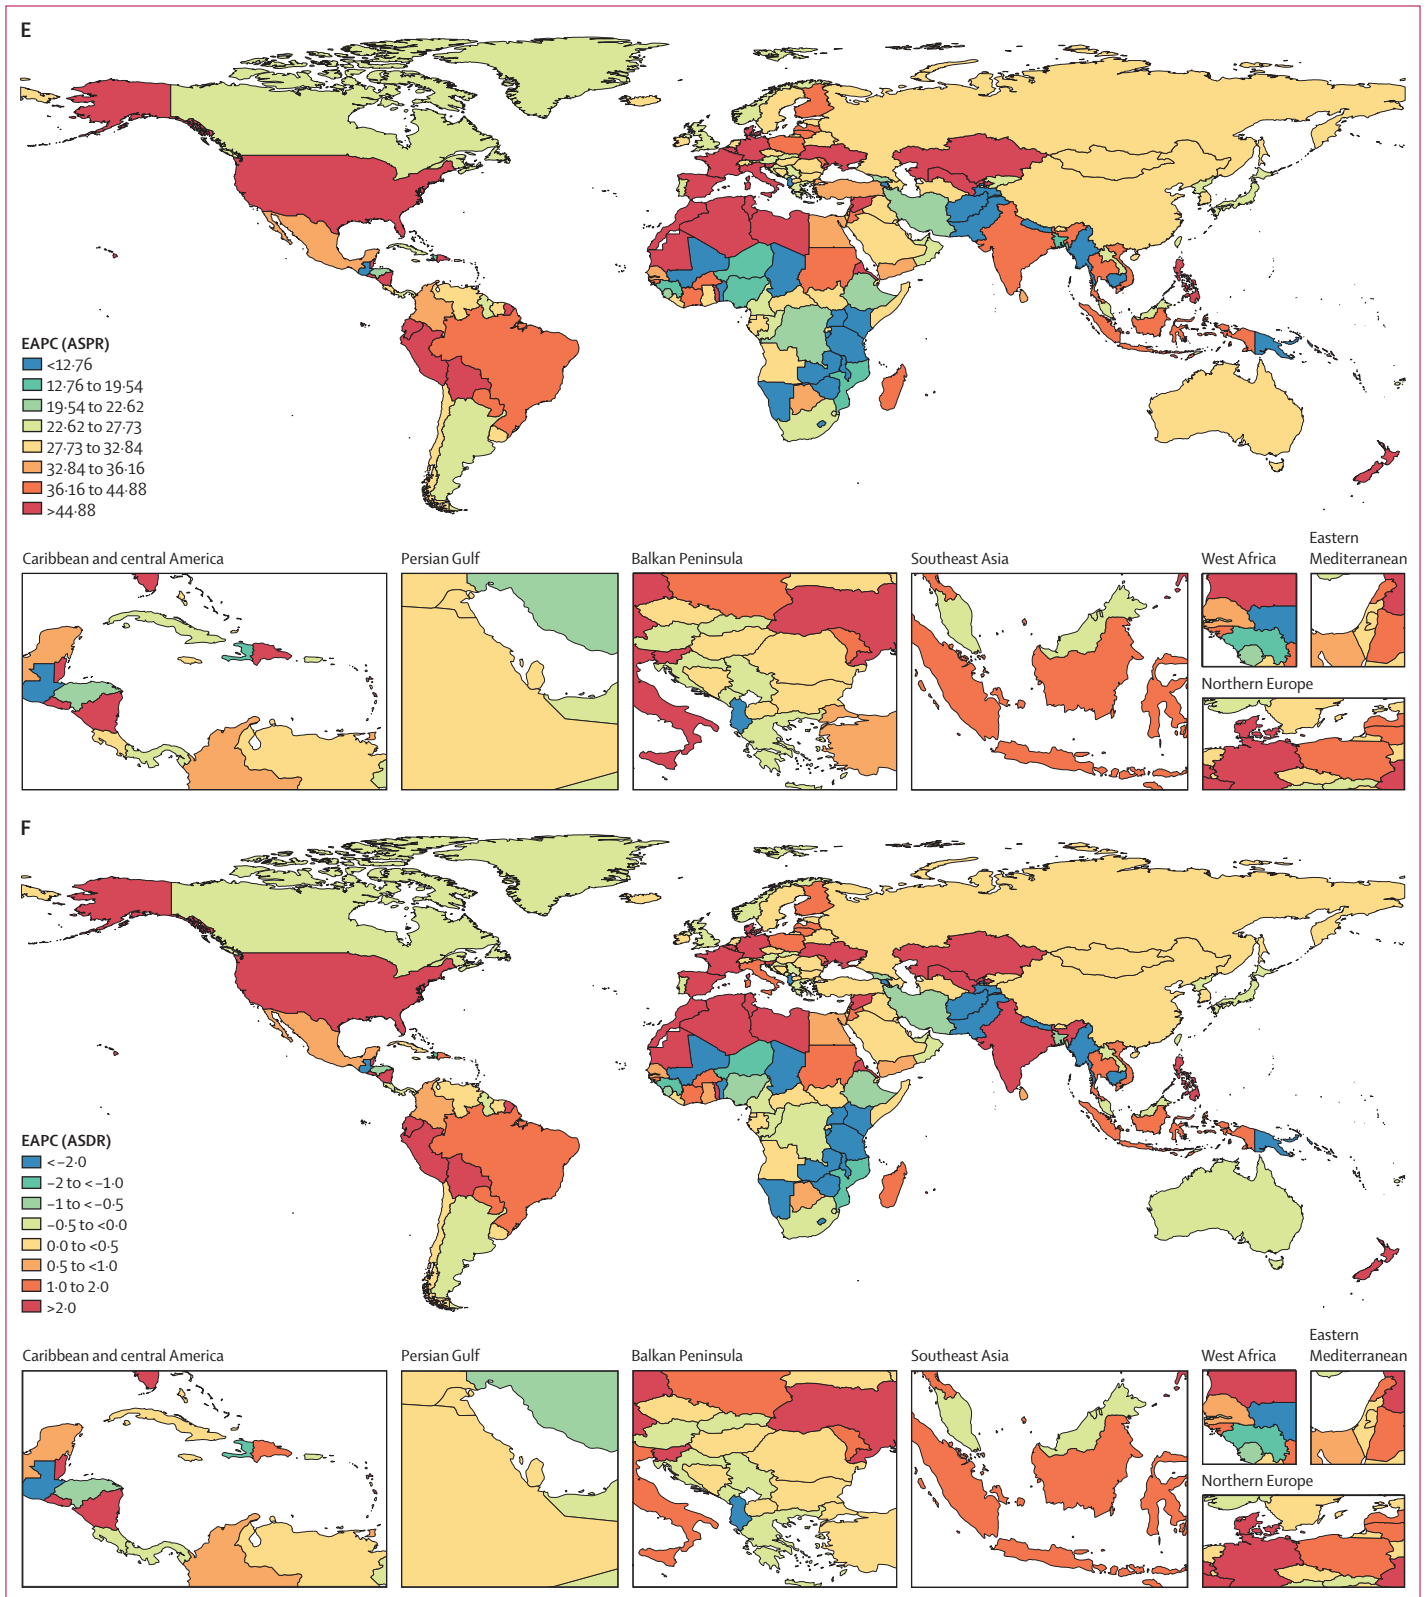 E
EAPC (ASPR)
<12·76
12·76 to 19·54
19·54 to 22·62
22·62 to 27·73
27·73 to 32·84
32·84 to 36·16
36·16 to 44·88
>44·88
Caribbean and central America
Persian Gulf
Balkan Peninsula
Southeast Asia
West Africa
Eastern
Mediterranean
Northern Europe
F
EAPC (ASDR)
<−2·0
−2 to <−1·0
−1 to <−0·5
−0·5 to <0·0
0·0 to <0·5
0·5 to <1·0
1·0 to 2·0
>2·0
Caribbean and central America
Persian Gulf
Balkan Peninsula
Southeast Asia
West Africa
Eastern
Mediterranean
Northern Europe